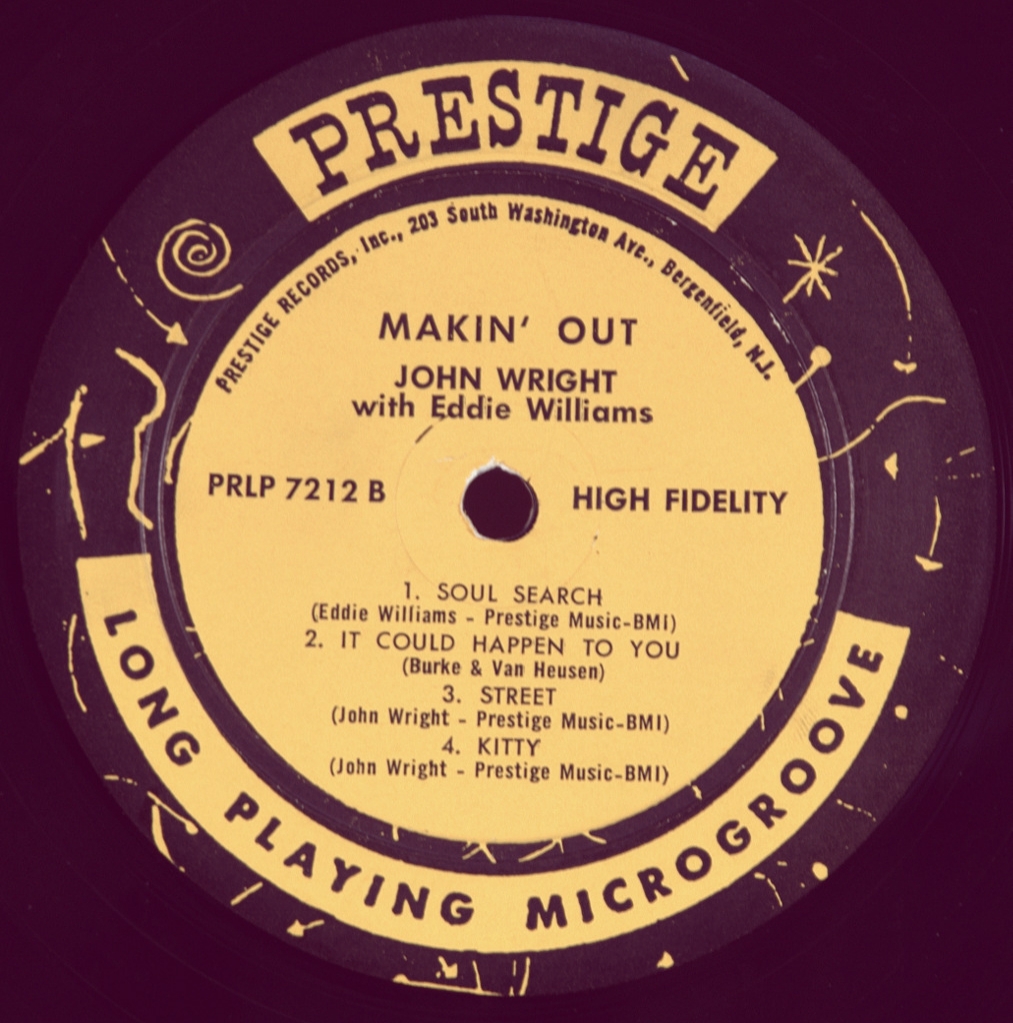 PRESTIGE
PRESTIGE RECORDS, Inc., 203 South Washington Ave., Bergenfield, N.J.
MAKIN' OUT
JOHN WRIGHT
with Eddie Williams
PRLP 7212 B
HIGH FIDELITY
1. SOUL SEARCH
(Eddie Williams - Prestige Music-BMI)
2. IT COULD HAPPEN TO YOU
(Burke & Van Heusen)
3. STREET
(John Wright - Prestige Music-BMI)
4. KITTY
(John Wright - Prestige Music-BMI)
LONG PLAYING MICROGROOVE